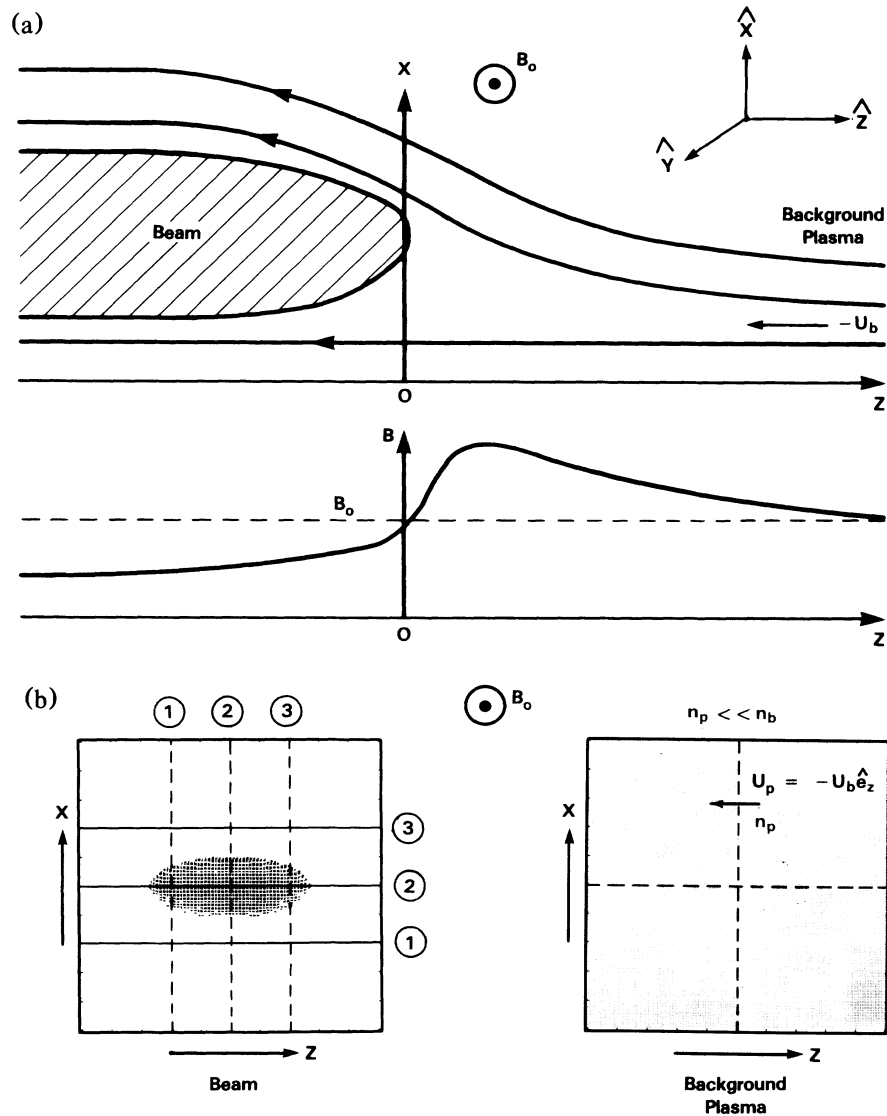 (a)
X
B₀
X̂
Ẑ
Ŷ
Beam
Background
Plasma
-U_b
O
Z
B
B₀
O
Z
(b)
① ② ③
B₀
n_p << n_b
X
③
②
①
U_p = -U_b ê_z
n_p
X
Z
Beam
Z
Background
Plasma